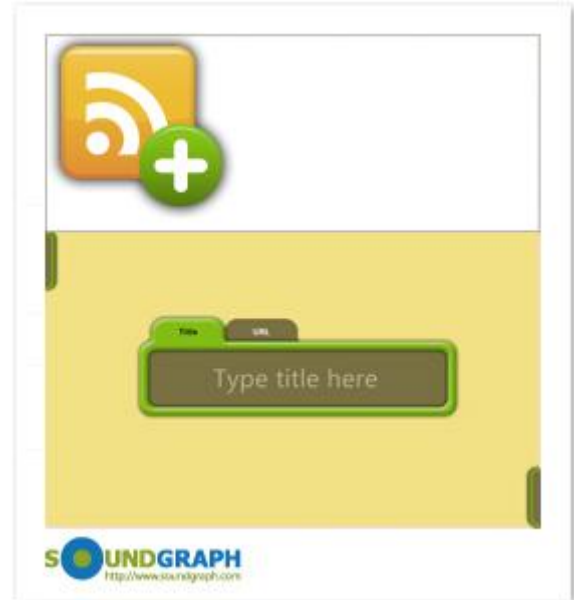 Title
URL
Type title here
SOUNDGRAPH
http://www.soundgraph.com